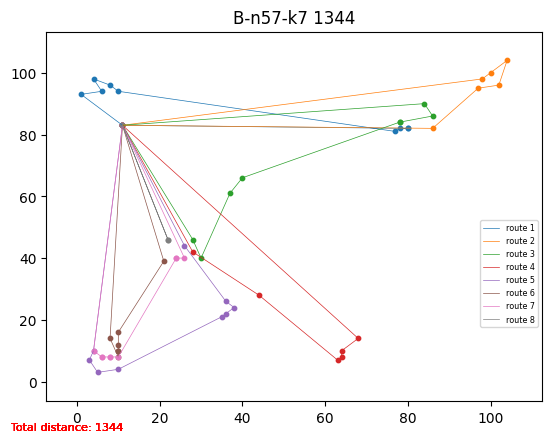 B-n57-k7 1344
100
80
60
40
20
0
0
20
40
60
80
100
route 1
route 2
route 3
route 4
route 5
route 6
route 7
route 8
Total distance: 1344